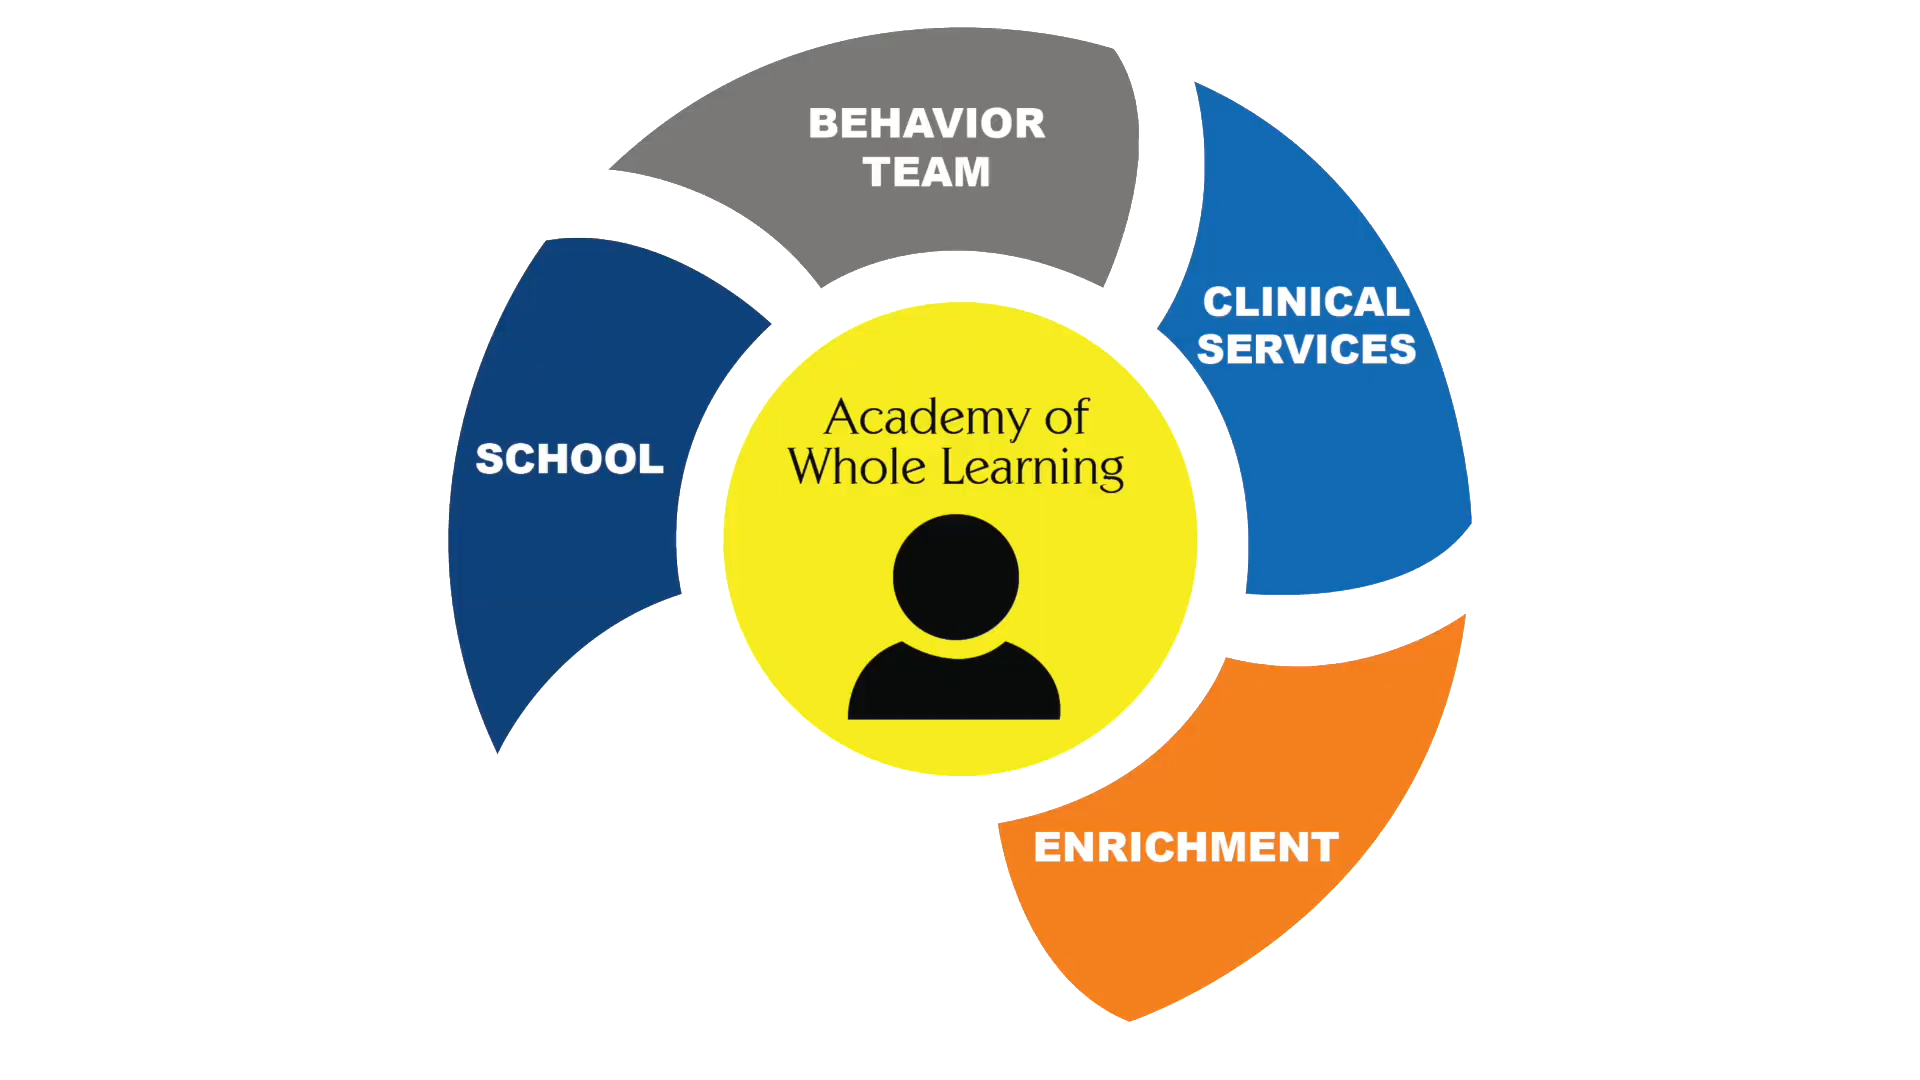 BEHAVIOR
TEAM
CLINICAL
SERVICES
SCHOOL
Academy of
Whole Learning
ENRICHMENT